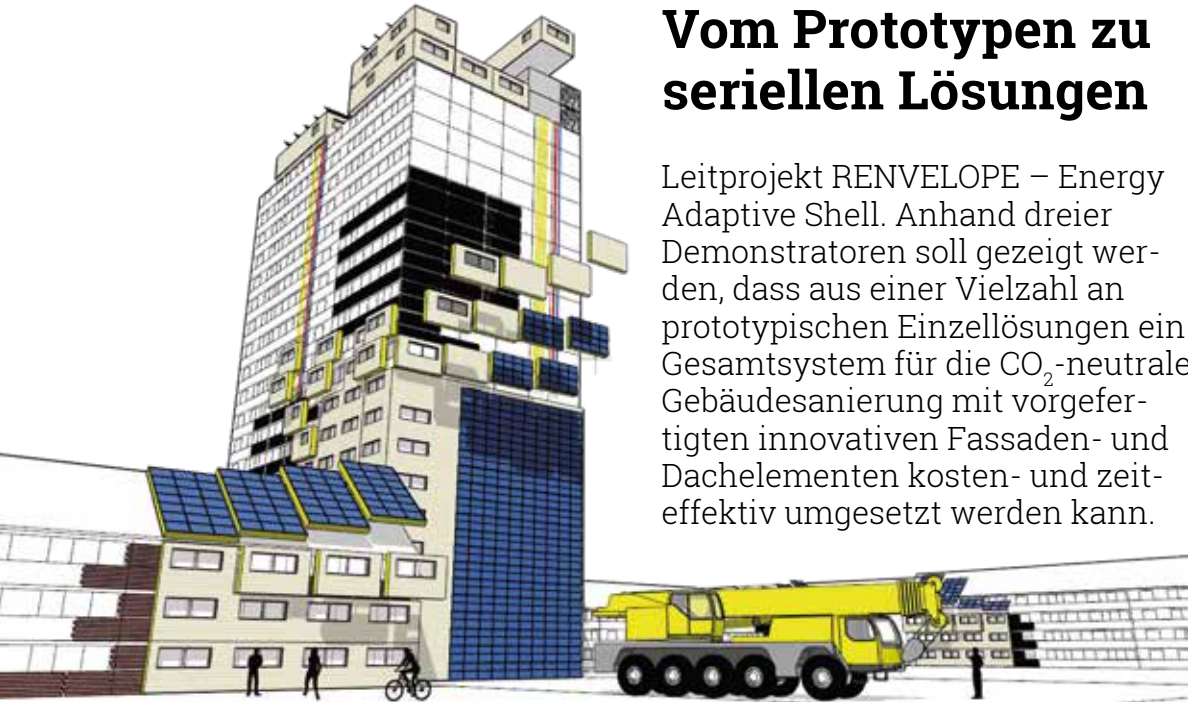 Vom Prototypen zu
seriellen Lösungen
Leitprojekt RENVELOPE – Energy
Adaptive Shell. Anhand dreier
Demonstratoren soll gezeigt wer-
den, dass aus einer Vielzahl an
prototypischen Einzellösungen ein
Gesamtsystem für die CO₂-neutrale
Gebäudesanierung mit vorgefer-
tigten innovativen Fassaden- und
Dachelementen kosten- und zeit-
effektiv umgesetzt werden kann.